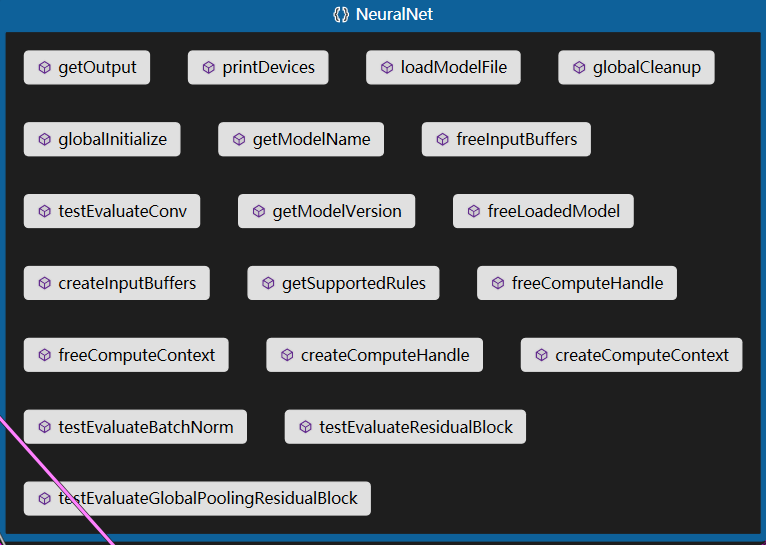 NeuralNet
getOutput printDevices loadModelFile globalCleanup
globalInitialize getModelName freeInputBuffers
testEvaluateConv getModelVersion freeLoadedModel
createInputBuffers getSupportedRules freeComputeHandle
freeComputeContext createComputeHandle createComputeContext
testEvaluateBatchNorm testEvaluateResidualBlock
testEvaluateGlobalPoolingResidualBlock